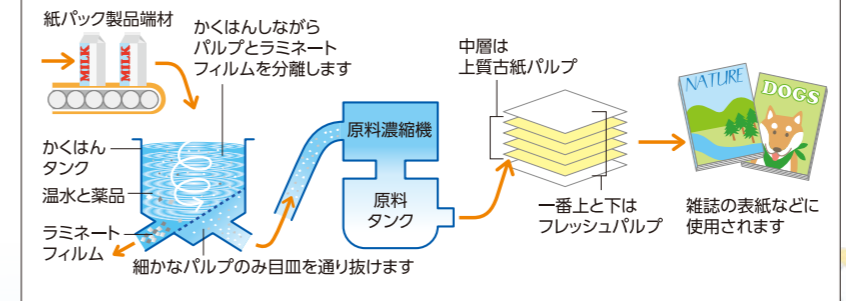 紙パック製品端材
MILK
MILK
かくはんしながら
パルプとラミネート
フィルムを分離します
かくはん
タンク
温水と薬品
ラミネート
フィルム
細かなパルプのみ目皿を通り抜けます
原料濃縮機
原料
タンク
中層は
上質古紙パルプ
一番上と下は
フレッシュパルプ
NATURE
DOGS
雑誌の表紙などに
使用されます